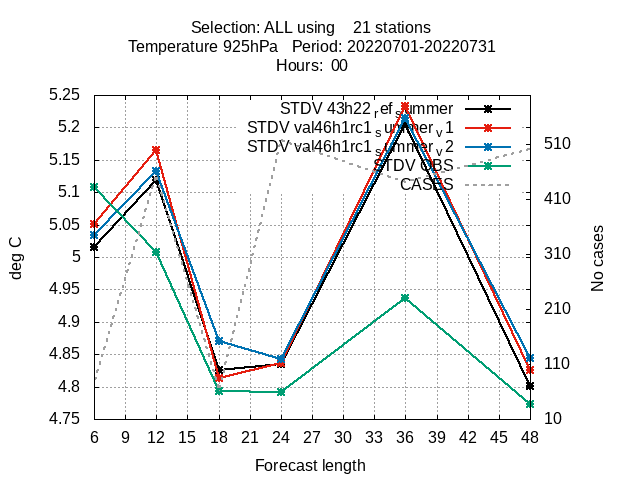 Selection: ALL using 21 stations
Temperature 925hPa Period: 20220701-20220731
Hours: 00
5.25
5.2
5.15
5.1
5.05
5
4.95
4.9
4.85
4.8
4.75
deg C
STDV 43h22_ref_summer
STDV val46h1rc1_summer_v1
STDV val46h1rc1_summer_v2
STDV OBS
CASES
510
410
310
210
110
10
No cases
6 9 12 15 18 21 24 27 30 33 36 39 42 45 48
Forecast length